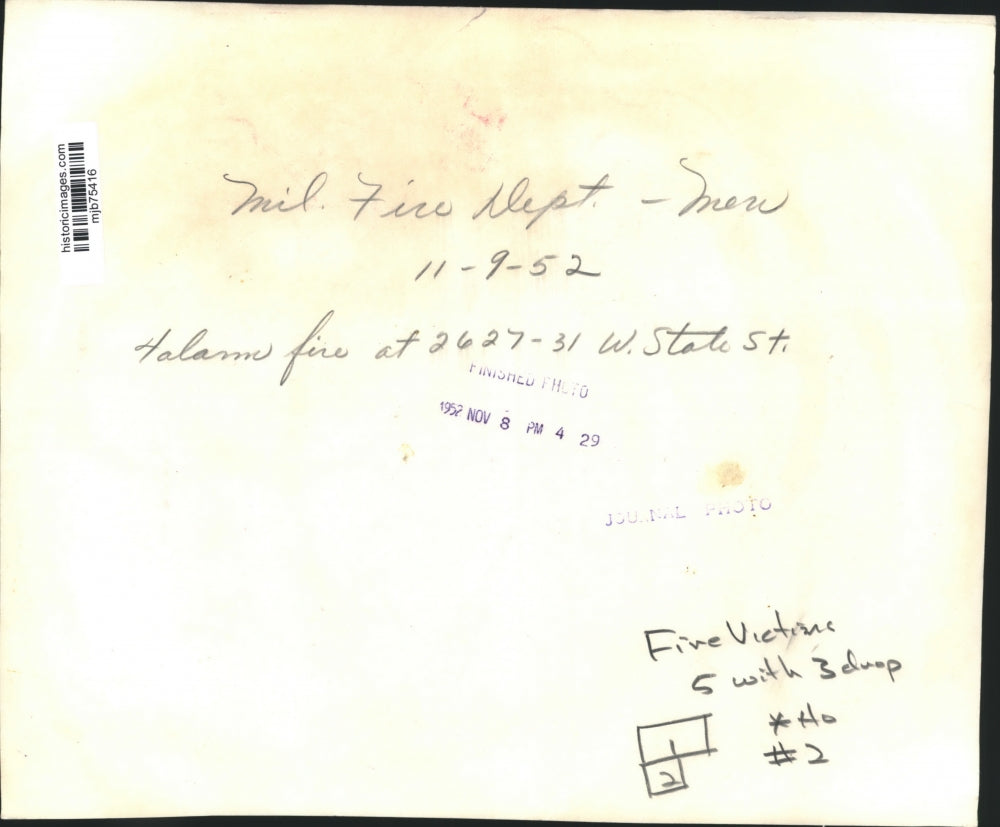 historicimages.com
mjb75416
Mil. Fire Dept. - Men
11-9-52
4 alarm fire at 2627-31 W. State St.
FINISHED PHOTO
1952 NOV 8 PM 4 29
JOURNAL PHOTO
Fire Victims
5 with 3 drop
1
2
#2